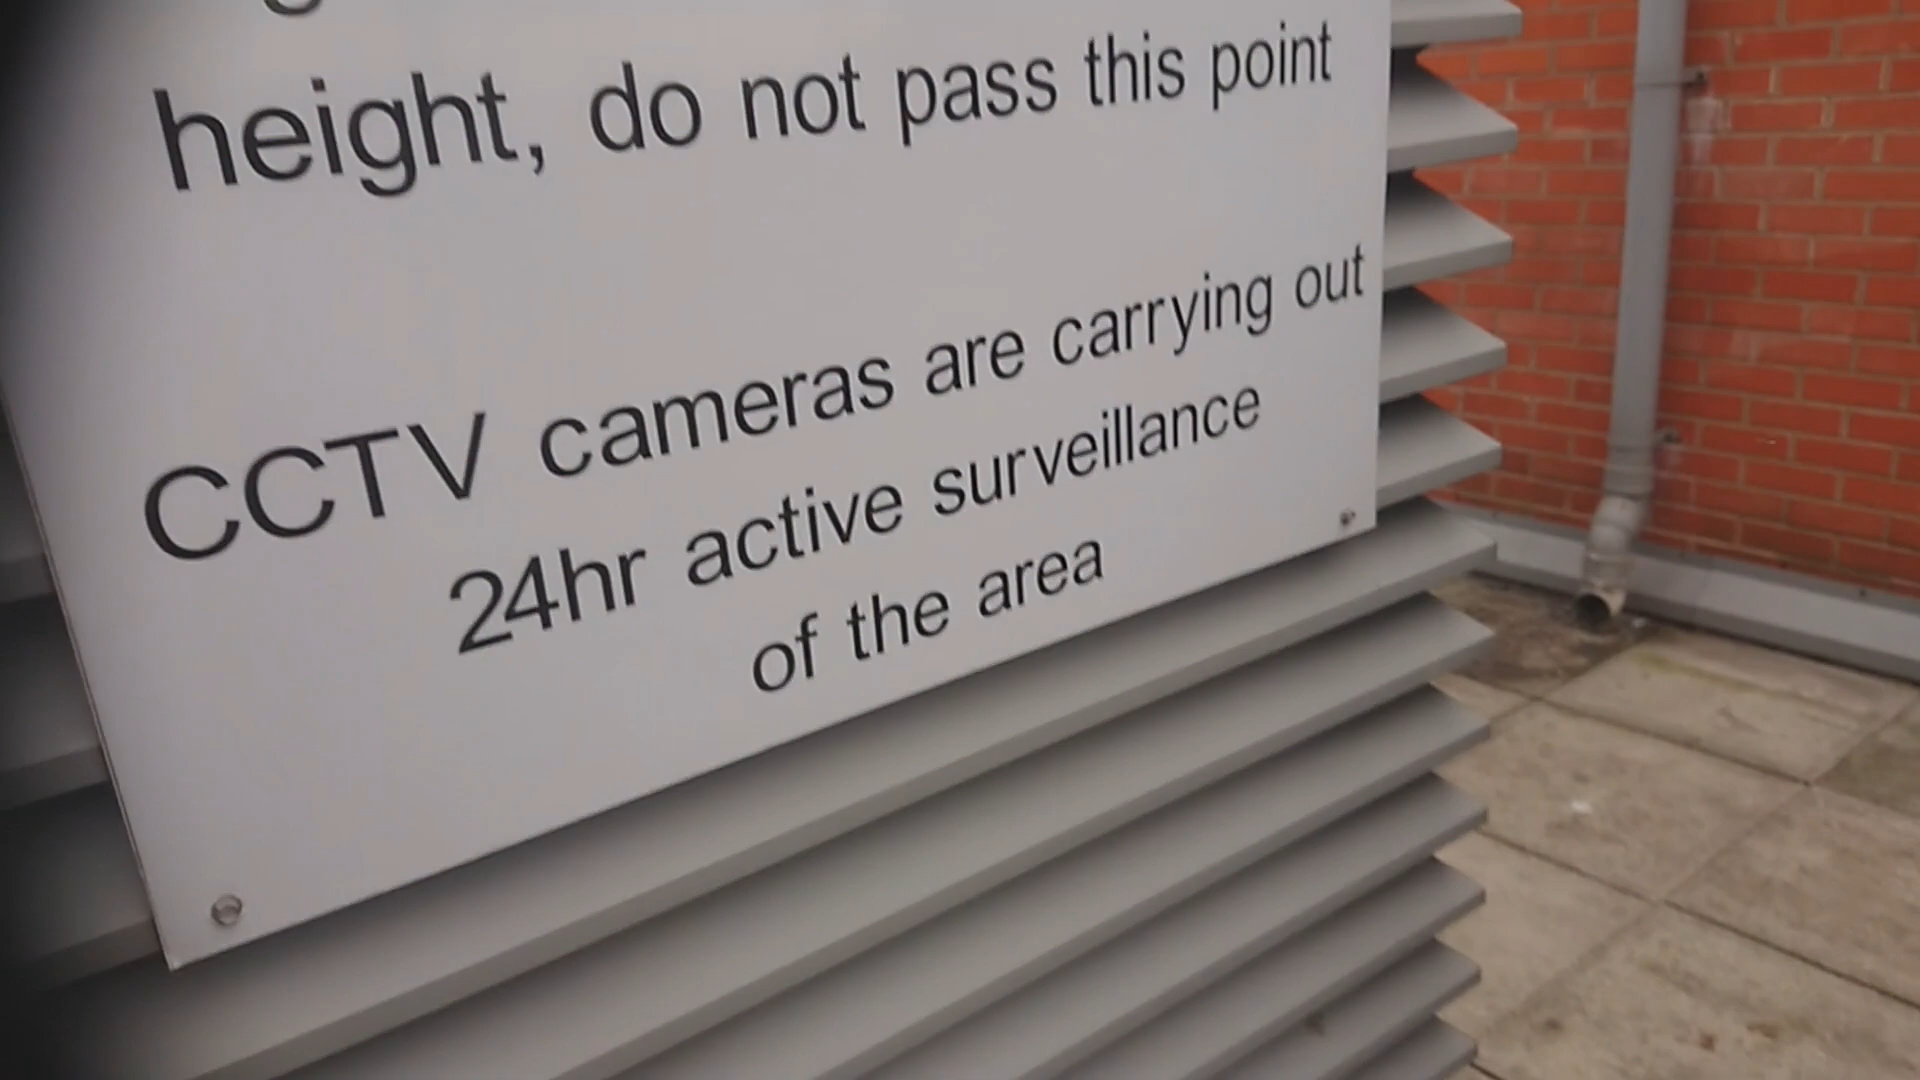 height, do not pass this point
CCTV cameras are carrying out
24hr active surveillance
of the area